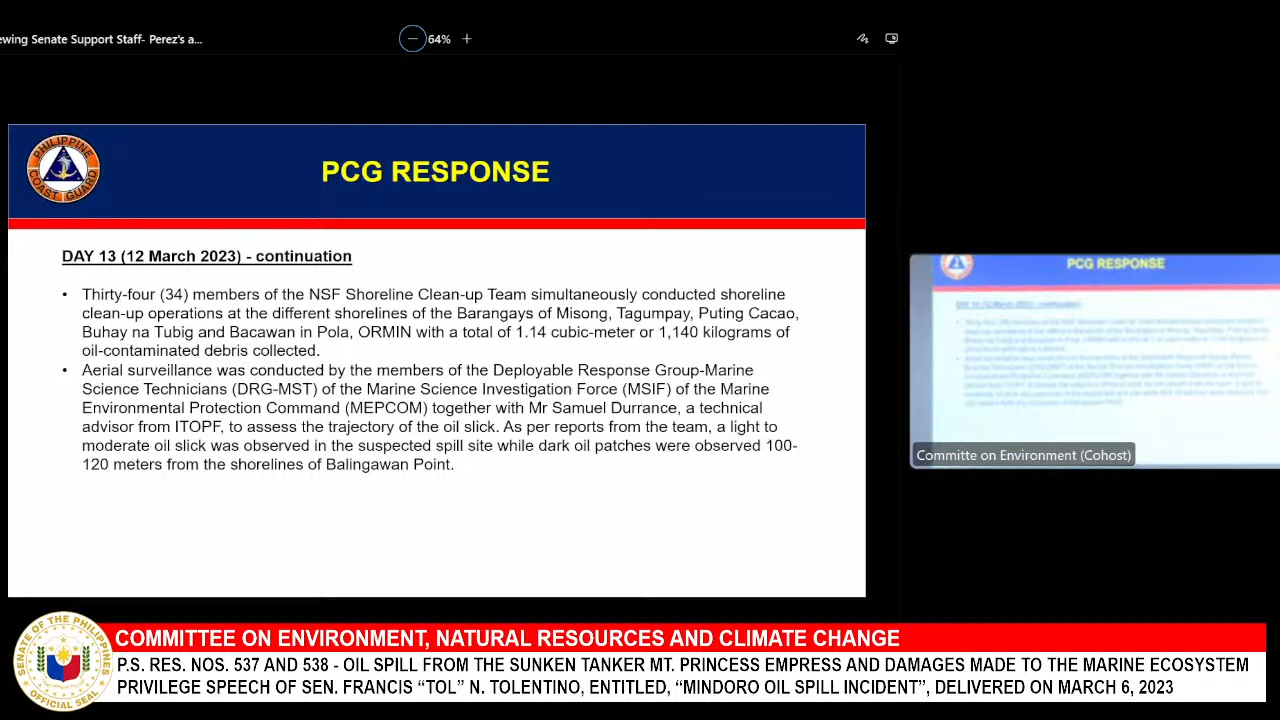 ewing Senate Support Staff- Perez's a...
64%
PHILIPPINE
COAST GUARD
PCG RESPONSE
DAY 13 (12 March 2023) - continuation
• Thirty-four (34) members of the NSF Shoreline Clean-up Team simultaneously conducted shoreline
clean-up operations at the different shorelines of the Barangays of Misong, Tagumpay, Puting Cacao,
Buhay na Tubig and Bacawan in Pola, ORMIN with a total of 1.14 cubic-meter or 1,140 kilograms of
oil-contaminated debris collected.
• Aerial surveillance was conducted by the members of the Deployable Response Group-Marine
Science Technicians (DRG-MST) of the Marine Science Investigation Force (MSIF) of the Marine
Environmental Protection Command (MEPCOM) together with Mr Samuel Durrance, a technical
advisor from ITOPF, to assess the trajectory of the oil slick. As per reports from the team, a light to
moderate oil slick was observed in the suspected spill site while dark oil patches were observed 100-
120 meters from the shorelines of Balingawan Point.
PCG RESPONSE
Committe on Environment (Cohost)
SENATE OF THE PHILIPPINES
OFFICIAL SEAL
COMMITTEE ON ENVIRONMENT, NATURAL RESOURCES AND CLIMATE CHANGE
P.S. RES. NOS. 537 AND 538 - OIL SPILL FROM THE SUNKEN TANKER MT. PRINCESS EMPRESS AND DAMAGES MADE TO THE MARINE ECOSYSTEM
PRIVILEGE SPEECH OF SEN. FRANCIS “TOL” N. TOLENTINO, ENTITLED, “MINDORO OIL SPILL INCIDENT”, DELIVERED ON MARCH 6, 2023